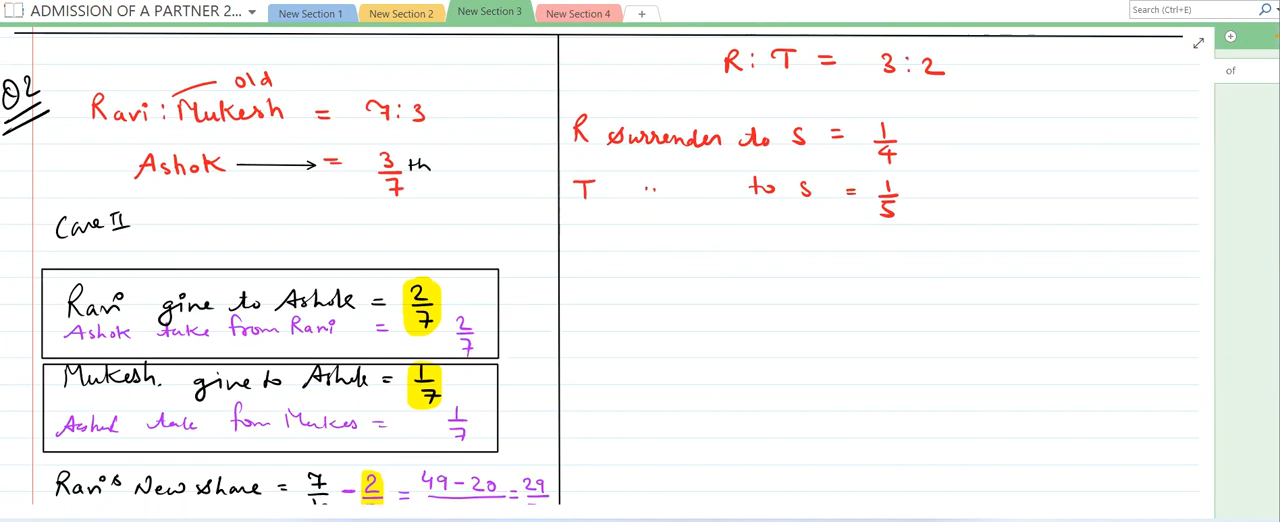 ADMISSION OF A PARTNER 2...
New Section 1
New Section 2
New Section 3
New Section 4
+
Search (Ctrl+E)
of
Q2
old
Ravi : Mukesh = 7:3
Ashok → = 3/7 th
Case II
Ravi give to Ashok = 2/7
Ashok take from Ravi = 2/7
Mukesh. give to Ashok = 1/7
Ashok take from Mukes = 1/7
Ravi's New share = 7/ - 2/ = 49-20/ = 29/
R : T = 3 : 2
R surrender to S = 1/4
T " to S = 1/5